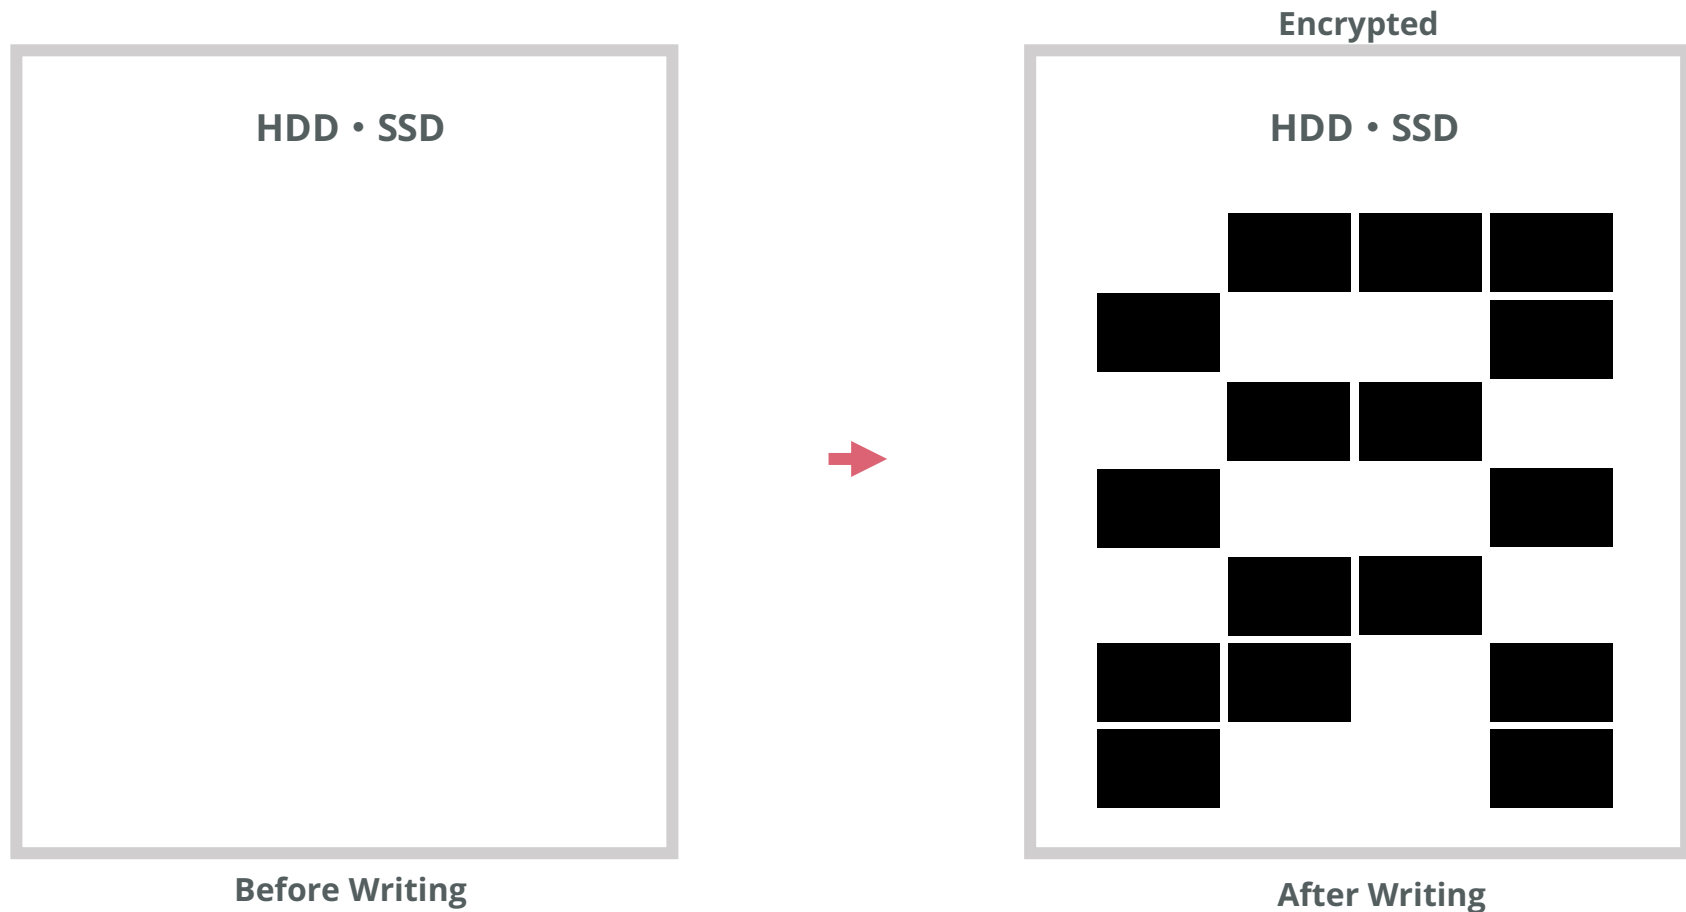 Encrypted
HDD・SSD
HDD・SSD
Before Writing
After Writing